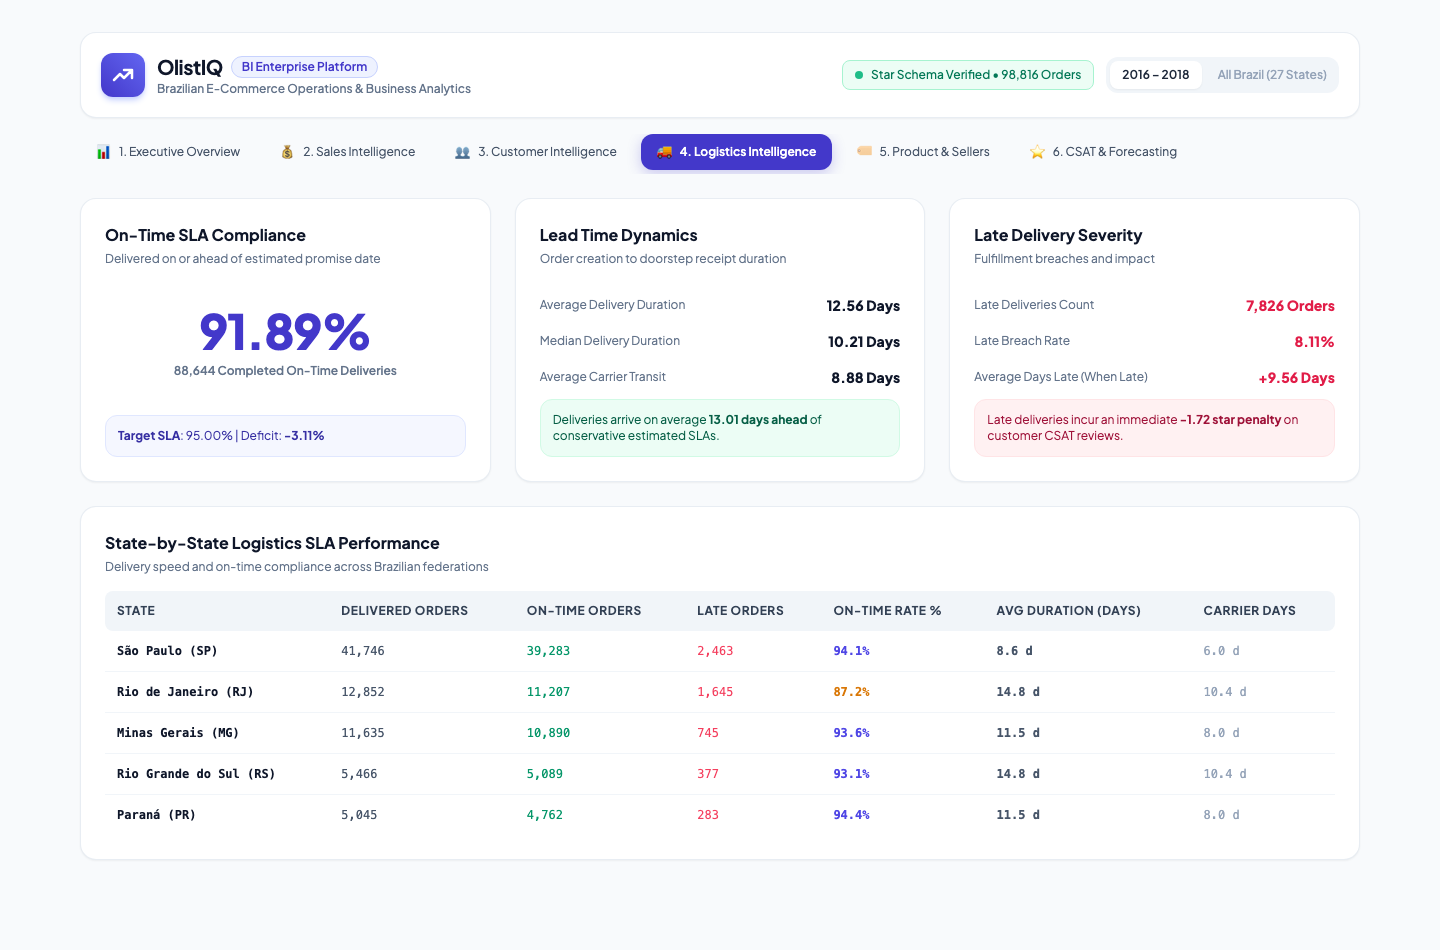 OlistIQ BI Enterprise Platform
Brazilian E-Commerce Operations & Business Analytics
Star Schema Verified • 98,816 Orders
2016 – 2018
All Brazil (27 States)
1. Executive Overview
2. Sales Intelligence
3. Customer Intelligence
4. Logistics Intelligence
5. Product & Sellers
6. CSAT & Forecasting
On-Time SLA Compliance
Delivered on or ahead of estimated promise date
91.89%
88,644 Completed On-Time Deliveries
Target SLA: 95.00% | Deficit: -3.11%
Lead Time Dynamics
Order creation to doorstep receipt duration
Average Delivery Duration 12.56 Days
Median Delivery Duration 10.21 Days
Average Carrier Transit 8.88 Days
Deliveries arrive on average 13.01 days ahead of
conservative estimated SLAs.
Late Delivery Severity
Fulfillment breaches and impact
Late Deliveries Count 7,826 Orders
Late Breach Rate 8.11%
Average Days Late (When Late) +9.56 Days
Late deliveries incur an immediate -1.72 star penalty on
customer CSAT reviews.
State-by-State Logistics SLA Performance
Delivery speed and on-time compliance across Brazilian federations
STATE DELIVERED ORDERS ON-TIME ORDERS LATE ORDERS ON-TIME RATE % AVG DURATION (DAYS) CARRIER DAYS
São Paulo (SP) 41,746 39,283 2,463 94.1% 8.6 d 6.0 d
Rio de Janeiro (RJ) 12,852 11,207 1,645 87.2% 14.8 d 10.4 d
Minas Gerais (MG) 11,635 10,890 745 93.6% 11.5 d 8.0 d
Rio Grande do Sul (RS) 5,466 5,089 377 93.1% 14.8 d 10.4 d
Paraná (PR) 5,045 4,762 283 94.4% 11.5 d 8.0 d